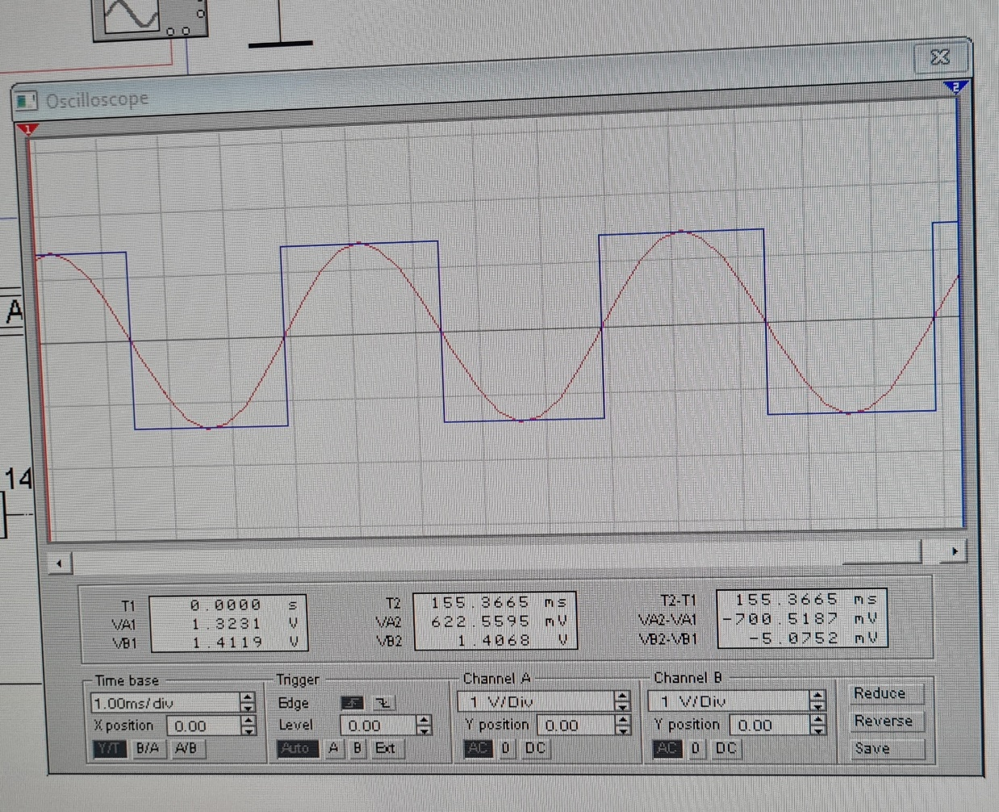 Oscilloscope
2
1
A
14
T1 0.0000 s
VA1 1.3231 V
VB1 1.4119 V
T2 155.3665 ms
VA2 622.5595 mV
VB2 1.4068 V
T2-T1 155.3665 ms
VA2-VA1 -700.5187 mV
VB2-VB1 -5.0752 mV
Time base
1.00ms/div
X position 0.00
Y/T B/A A/B
Trigger
Edge
Level 0.00
Auto A B Ext
Channel A
1 V/Div
Y position 0.00
AC 0 DC
Channel B
1 V/Div
Y position 0.00
AC 0 DC
Reduce
Reverse
Save